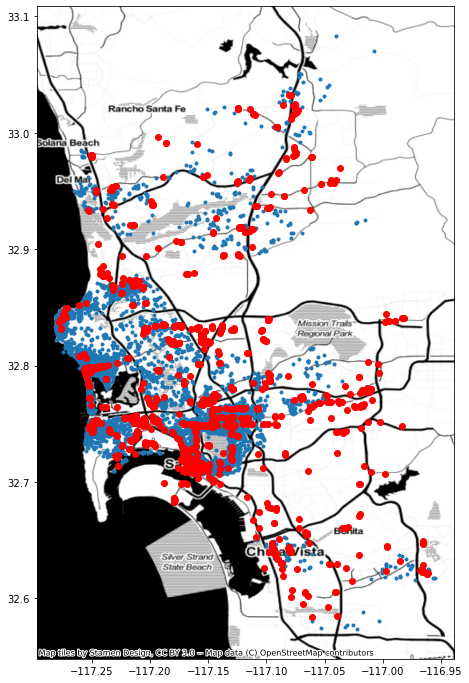 33.1
Rancho Santa Fe
33.0
Solana Beach
Del Mar
32.9
Mission Trails
Regional Park
32.8
32.7
Sa
Bonita
Chula Vista
Silver Strand
State Beach
32.6
Map tiles by Stamen Design, CC BY 3.0 -- Map data (C) OpenStreetMap contributors
−117.25 −117.20 −117.15 −117.10 −117.05 −117.00 −116.95